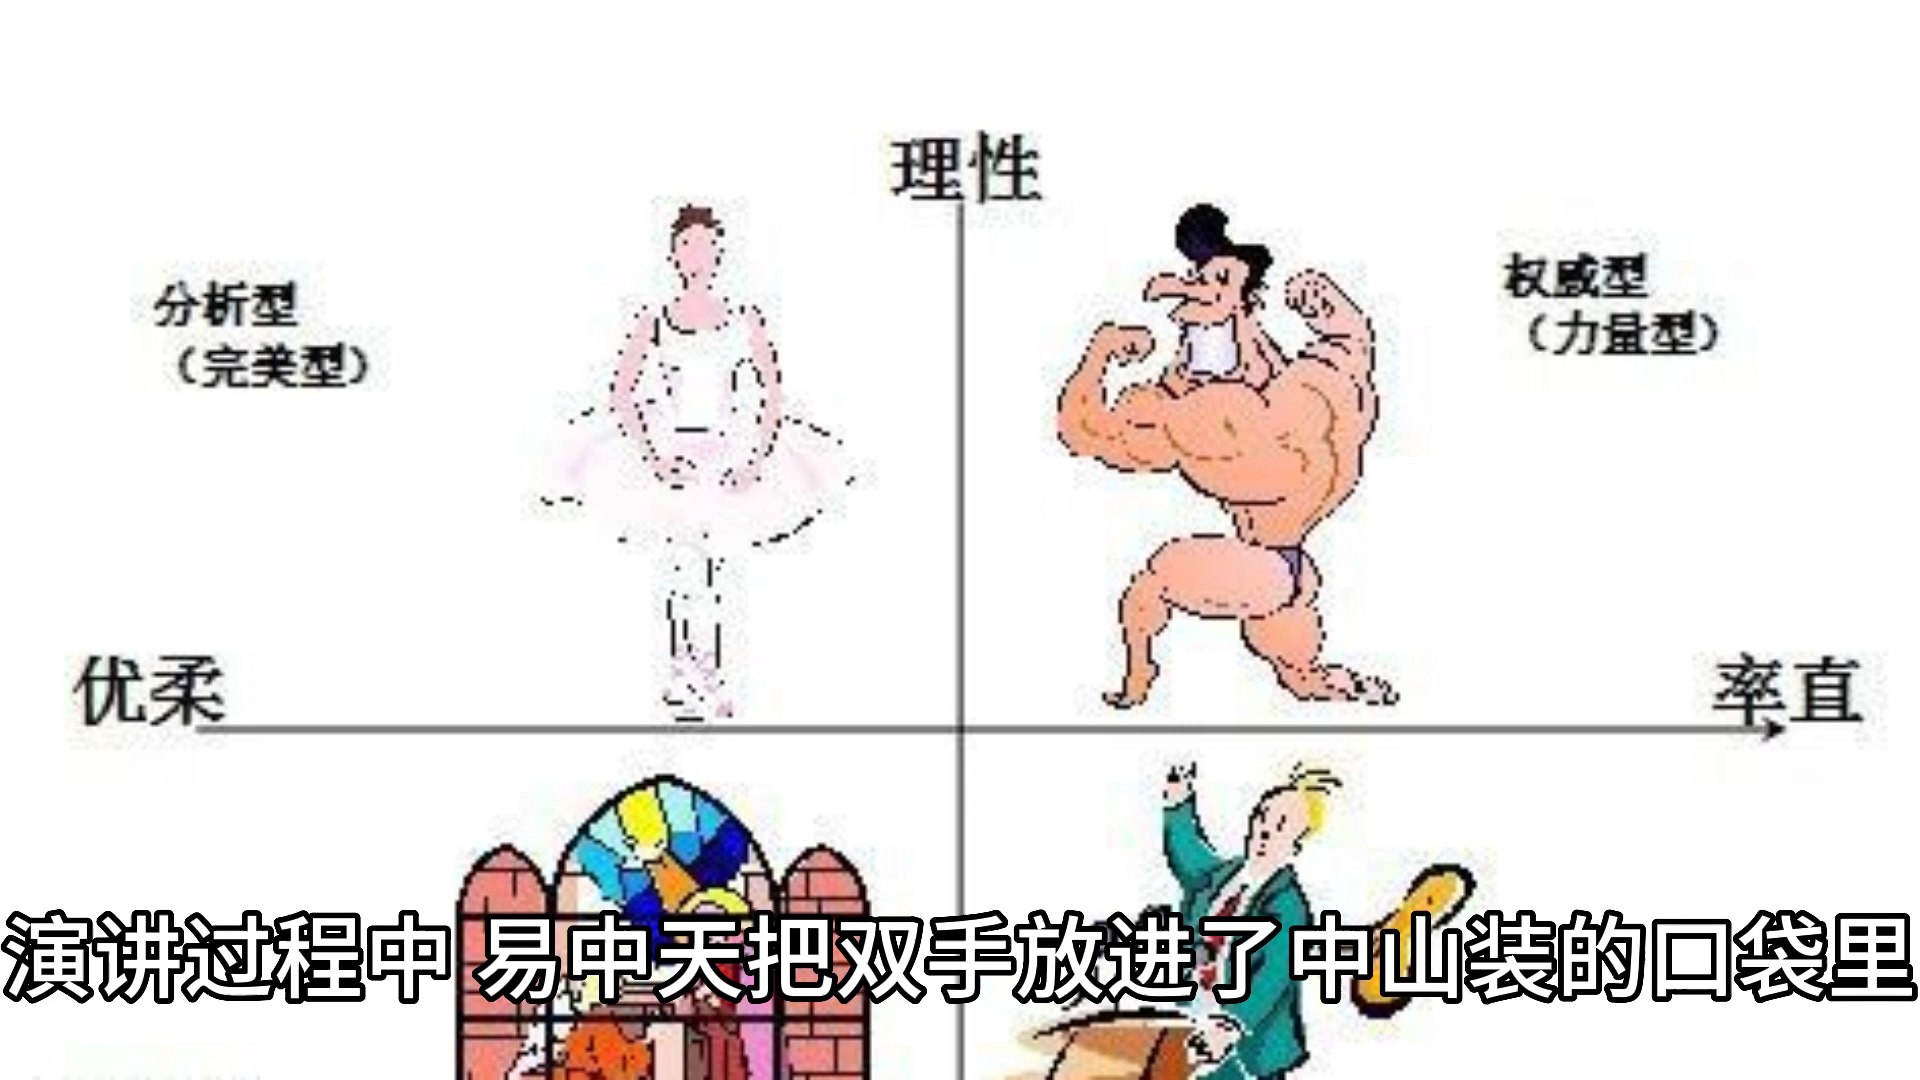 理性
分析型
（完美型）
权威型
（力量型）
优柔
率直
演讲过程中 易中天把双手放进了中山装的口袋里